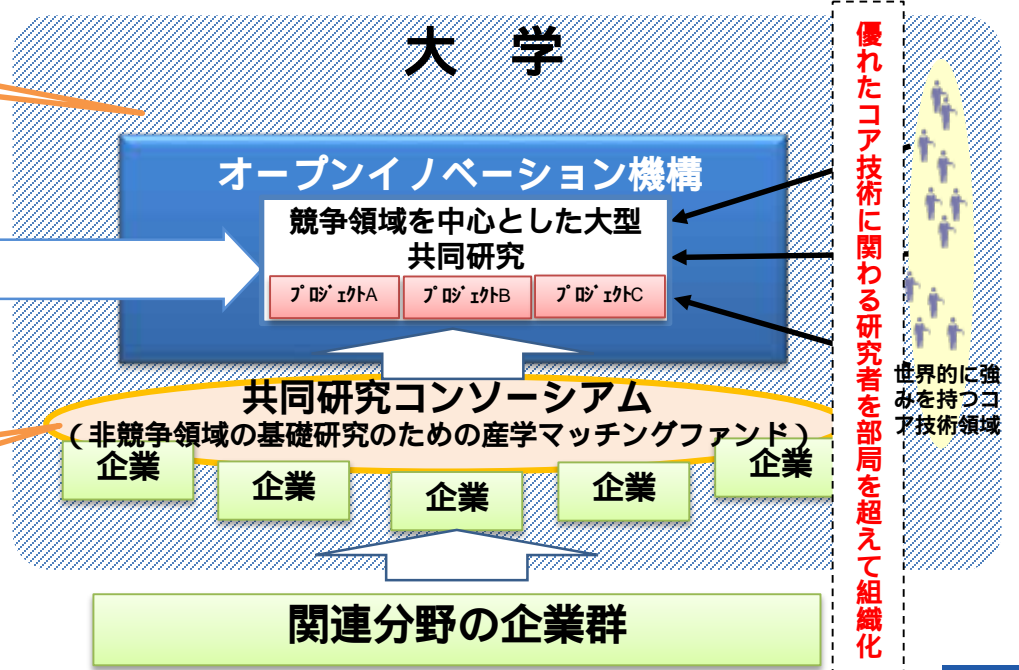 大 学
オープンイノベーション機構
競争領域を中心とした大型
共同研究
ﾌﾟﾛｼﾞｪｸﾄA
ﾌﾟﾛｼﾞｪｸﾄB
ﾌﾟﾛｼﾞｪｸﾄC
共同研究コンソーシアム
（非競争領域の基礎研究のための産学マッチングファンド）
企業
企業
企業
企業
企業
関連分野の企業群
優れたコア技術に関わる研究者を部局を超えて組織化
世界的に強
みを持つコ
ア技術領域